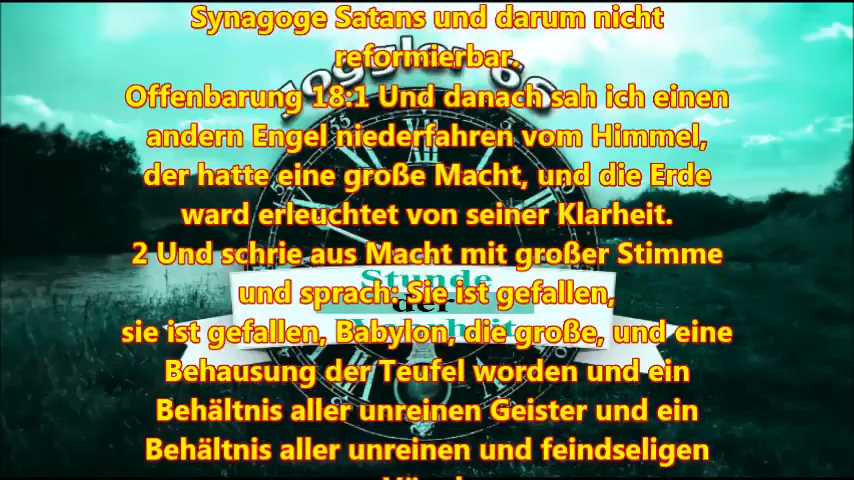 Synagoge Satans und darum nicht
reformierbar.
Offenbarung 18:1 Und danach sah ich einen
andern Engel niederfahren vom Himmel,
der hatte eine große Macht, und die Erde
ward erleuchtet von seiner Klarheit.
2 Und schrie aus Macht mit großer Stimme
und sprach: Sie ist gefallen,
sie ist gefallen, Babylon, die große, und eine
Behausung der Teufel worden und ein
Behältnis aller unreinen Geister und ein
Behältnis aller unreinen und feindseligen
Stunde
der